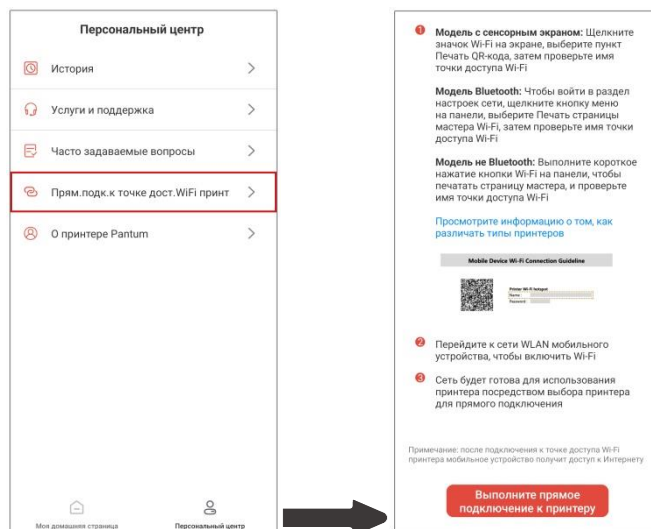 Персональный центр
История
Услуги и поддержка
Часто задаваемые вопросы
Прям.подк.к точке дост.WiFi принт
О принтере Pantum
Моя домашняя страница
Персональный центр
1 Модель с сенсорным экраном: Щелкните
значок Wi-Fi на экране, выберите пункт
Печать QR-кода, затем проверьте имя
точки доступа Wi-Fi
Модель Bluetooth: Чтобы войти в раздел
настроек сети, щелкните кнопку меню
на панели, выберите Печать страницы
мастера Wi-Fi, затем проверьте имя точки
доступа Wi-Fi
Модель не Bluetooth: Выполните короткое
нажатие кнопки Wi-Fi на панели, чтобы
печатать страницу мастера, и проверьте
имя точки доступа Wi-Fi
Просмотрите информацию о том, как
различать типы принтеров
Mobile Device Wi-Fi Connection Guideline
Printer Wi-Fi hotspot
Name :
Password :
2 Перейдите к сети WLAN мобильного
устройства, чтобы включить Wi-Fi
3 Сеть будет готова для использования
принтера посредством выбора принтера
для прямого подключения
Примечание: после подключения к точке доступа Wi-Fi
принтера мобильное устройство получит доступ к Интернету
Выполните прямое
подключение к принтеру